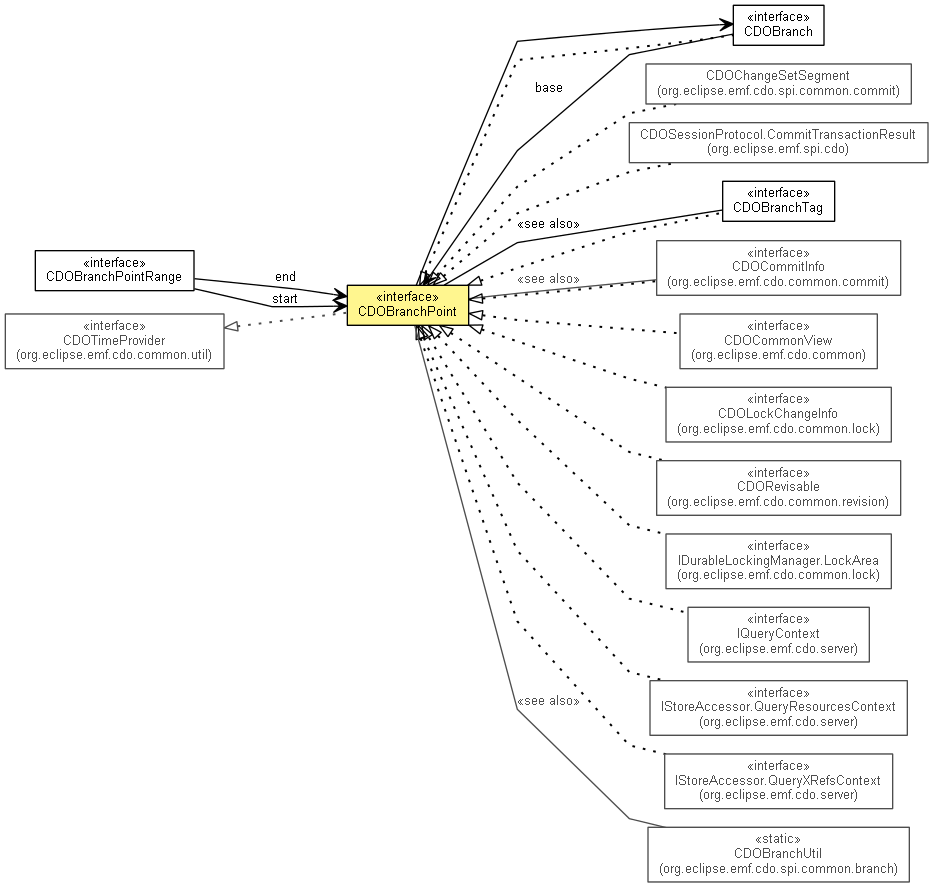 «interface»
CDOBranch
base
CDOChangeSetSegment
(org.eclipse.emf.cdo.spi.common.commit)
CDOSessionProtocol.CommitTransactionResult
(org.eclipse.emf.spi.cdo)
«interface»
CDOBranchTag
«see also»
«interface»
CDOCommitInfo
(org.eclipse.emf.cdo.common.commit)
«see also»
«interface»
CDOBranchPointRange
end
start
«interface»
CDOBranchPoint
«interface»
CDOTimeProvider
(org.eclipse.emf.cdo.common.util)
«interface»
CDOCommonView
(org.eclipse.emf.cdo.common)
«interface»
CDOLockChangeInfo
(org.eclipse.emf.cdo.common.lock)
«interface»
CDORevisable
(org.eclipse.emf.cdo.common.revision)
«interface»
IDurableLockingManager.LockArea
(org.eclipse.emf.cdo.common.lock)
«interface»
IQueryContext
(org.eclipse.emf.cdo.server)
«interface»
IStoreAccessor.QueryResourcesContext
(org.eclipse.emf.cdo.server)
«see also»
«interface»
IStoreAccessor.QueryXRefsContext
(org.eclipse.emf.cdo.server)
«static»
CDOBranchUtil
(org.eclipse.emf.cdo.spi.common.branch)